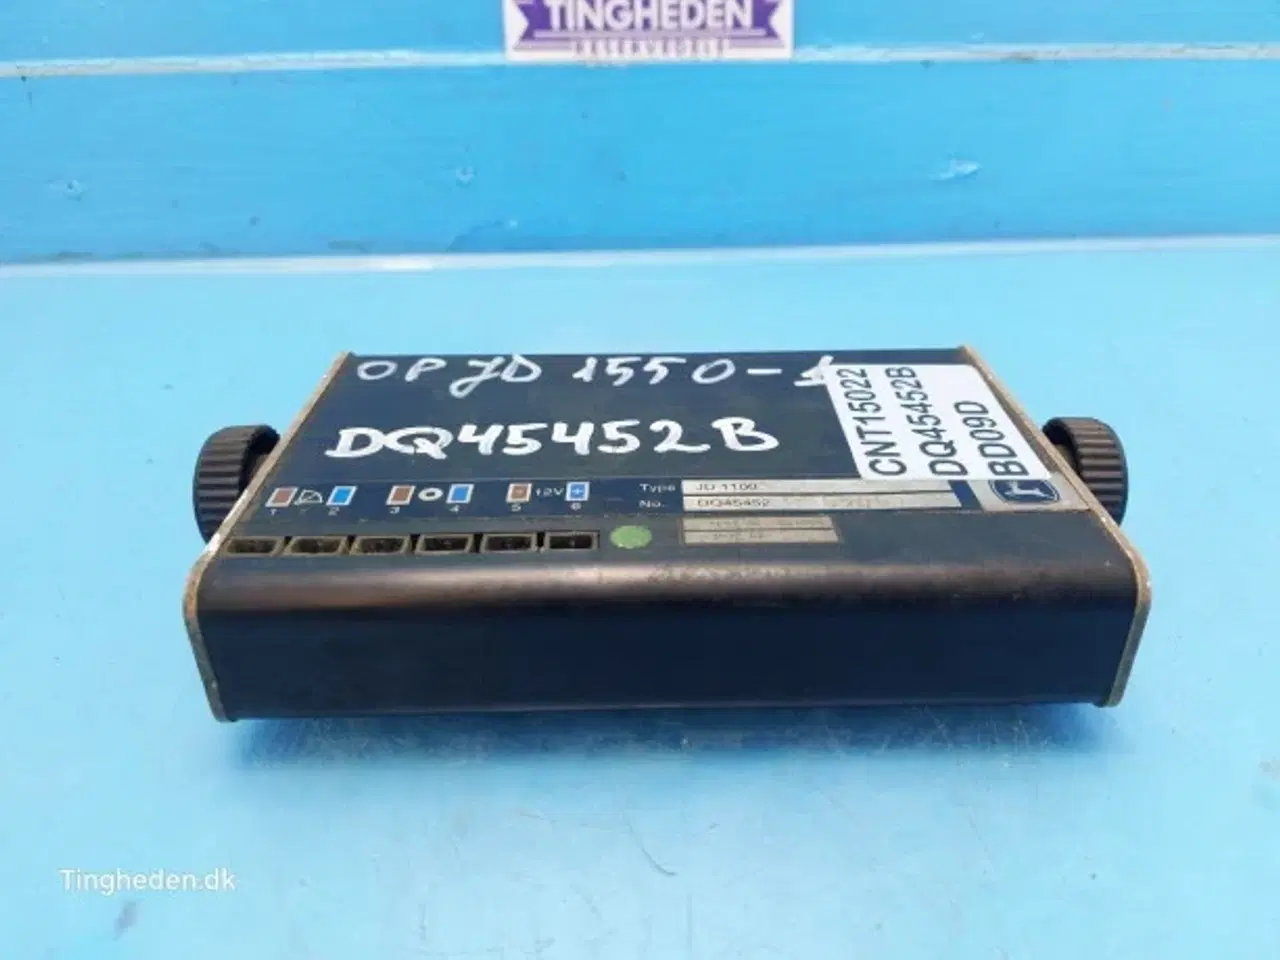 TINGHEDEN
OP JD 1550-1
DQ45452B
CNT15022
DQ45452B
BD09D
12V
1 2 3 4 5 6
Type JD 1100
No. DQ45452
Tingheden.dk